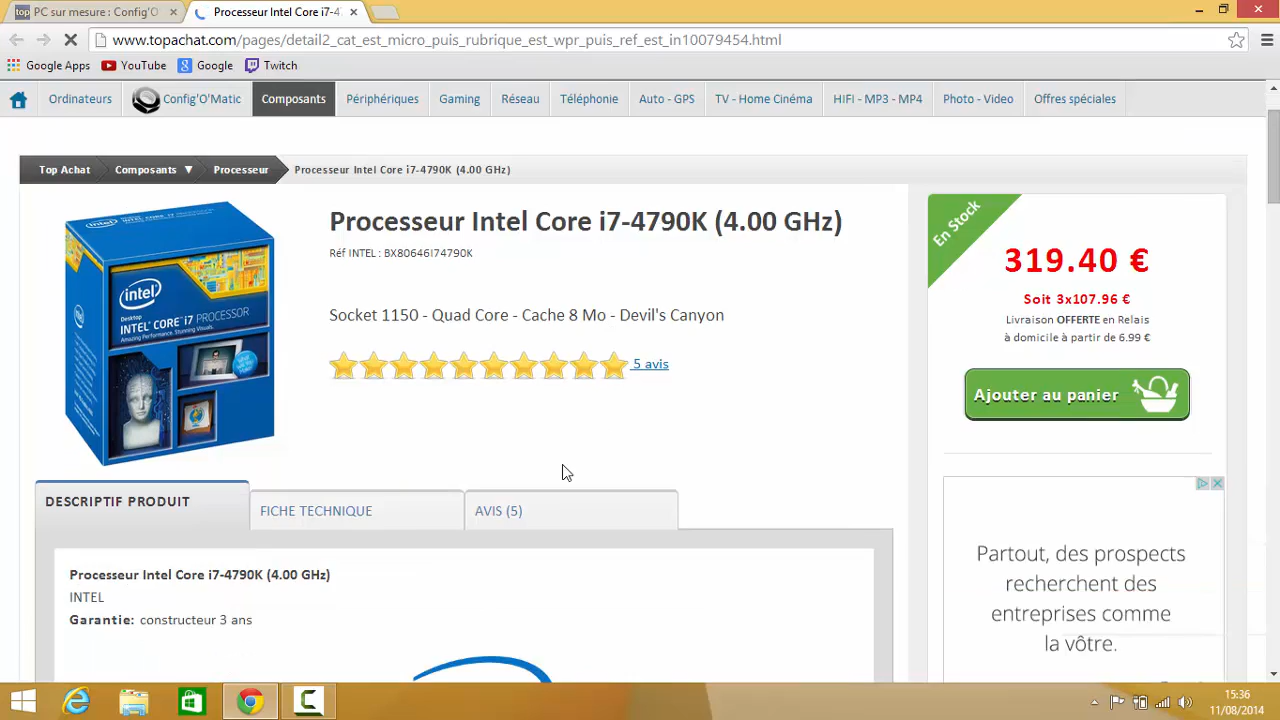 PC sur mesure : Config'O
Processeur Intel Core i7-4
www.topachat.com/pages/detail2_cat_est_micro_puis_rubrique_est_wpr_puis_ref_est_in10079454.html
Google Apps YouTube Google Twitch
Ordinateurs Config'O'Matic Composants Périphériques Gaming Réseau Téléphonie Auto - GPS TV - Home Cinéma HIFI - MP3 - MP4 Photo - Video Offres spéciales
Top Achat Composants ▼ Processeur Processeur Intel Core i7-4790K (4.00 GHz)
Processeur Intel Core i7-4790K (4.00 GHz)
Réf INTEL : BX80646I74790K
Socket 1150 - Quad Core - Cache 8 Mo - Devil's Canyon
5 avis
intel
Desktop
INTEL® CORE™ i7 PROCESSOR
Amazing Performance. Stunning Visuals.
En Stock
319.40 €
Soit 3x107.96 €
Livraison OFFERTE en Relais
à domicile à partir de 6.99 €
Ajouter au panier
DESCRIPTIF PRODUIT
FICHE TECHNIQUE
AVIS (5)
Processeur Intel Core i7-4790K (4.00 GHz)
INTEL
Garantie: constructeur 3 ans
Partout, des prospects
recherchent des
entreprises comme
la vôtre.
15:36
11/08/2014